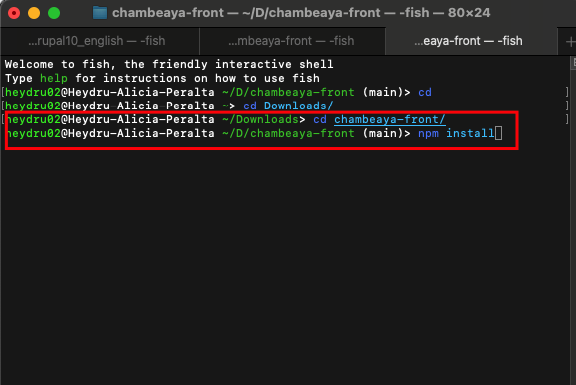 chambeaya-front — ~/D/chambeaya-front — -fish — 80×24
...rupal10_english — -fish
...mbeaya-front — -fish
...eaya-front — -fish
Welcome to fish, the friendly interactive shell
Type help for instructions on how to use fish
[heydru02@Heydru-Alicia-Peralta ~/D/chambeaya-front (main)> cd ]
[heydru02@Heydru-Alicia-Peralta ~> cd Downloads/ ]
[heydru02@Heydru-Alicia-Peralta ~/Downloads> cd chambeaya-front/ ]
heydru02@Heydru-Alicia-Peralta ~/D/chambeaya-front (main)> npm install